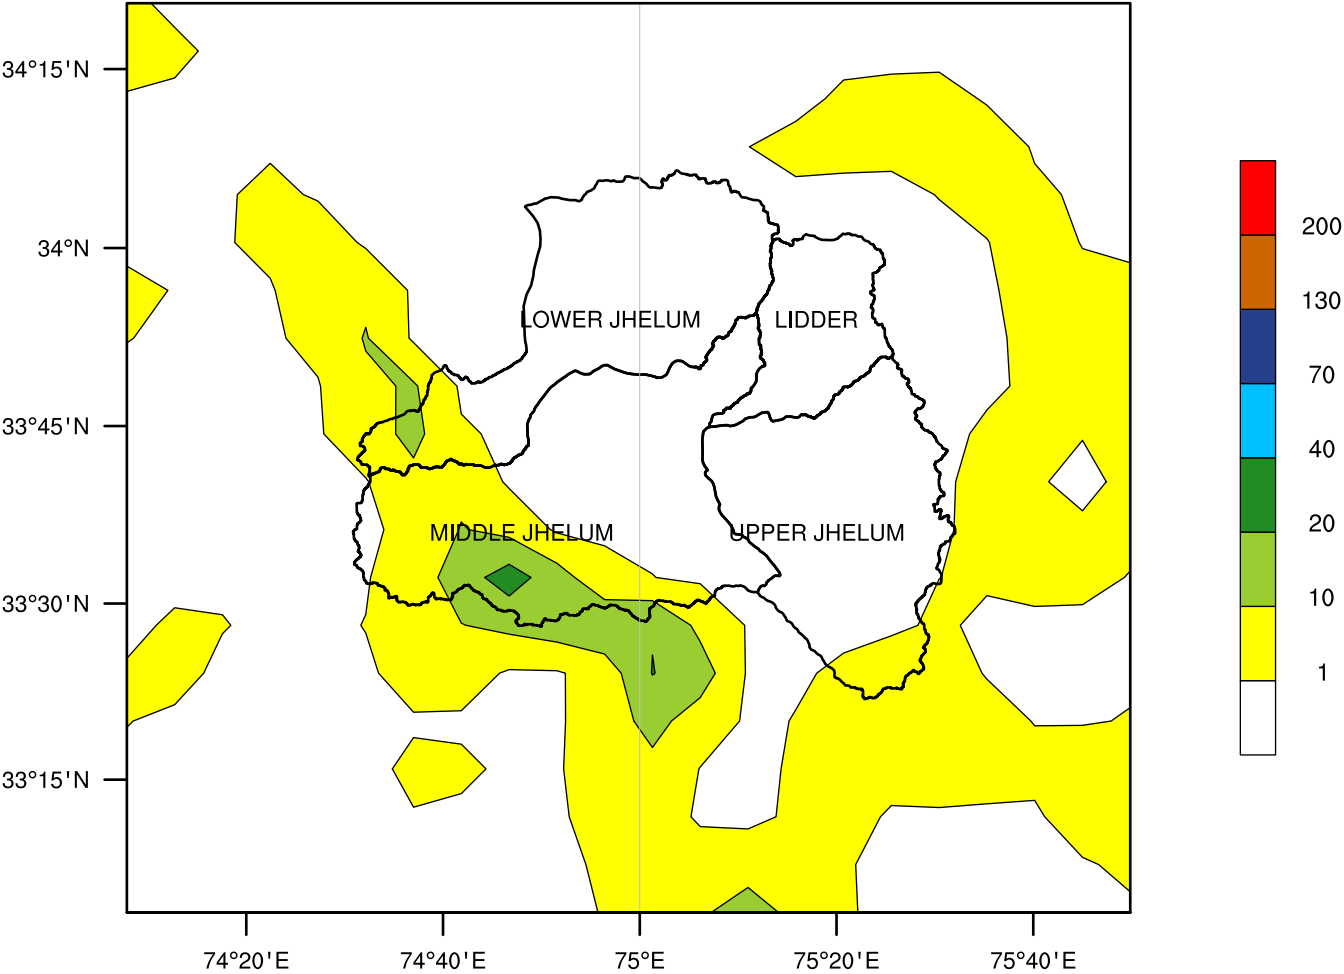 34°15'N
200
34°N
130
LOWER JHELUM
LIDDER
70
33°45'N
40
MIDDLE JHELUM
UPPER JHELUM
20
33°30'N
10
1
33°15'N
74°20'E
74°40'E
75°E
75°20'E
75°40'E